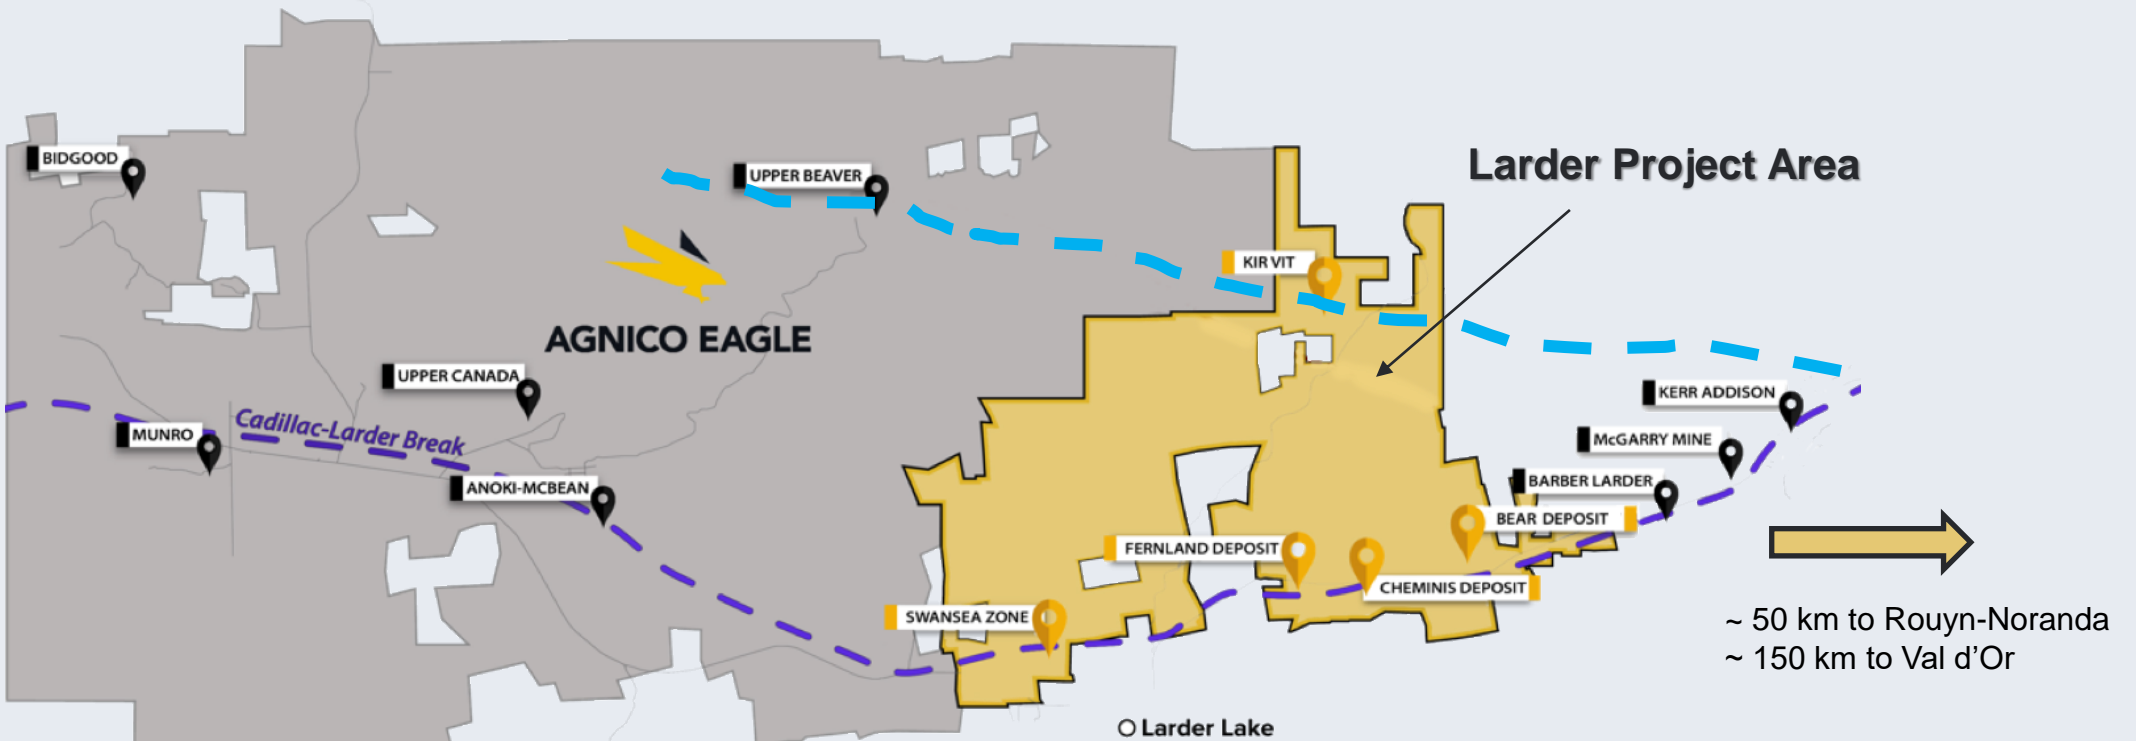 BIDGOOD
UPPER BEAVER
Larder Project Area
KIR VIT
AGNICO EAGLE
UPPER CANADA
KERR ADDISON
Cadillac-Larder Break
MUNRO
McGARRY MINE
ANOKI-MCBEAN
BARBER LARDER
BEAR DEPOSIT
FERNLAND DEPOSIT
CHEMINIS DEPOSIT
SWANSEA ZONE
~ 50 km to Rouyn-Noranda
~ 150 km to Val d’Or
Larder Lake